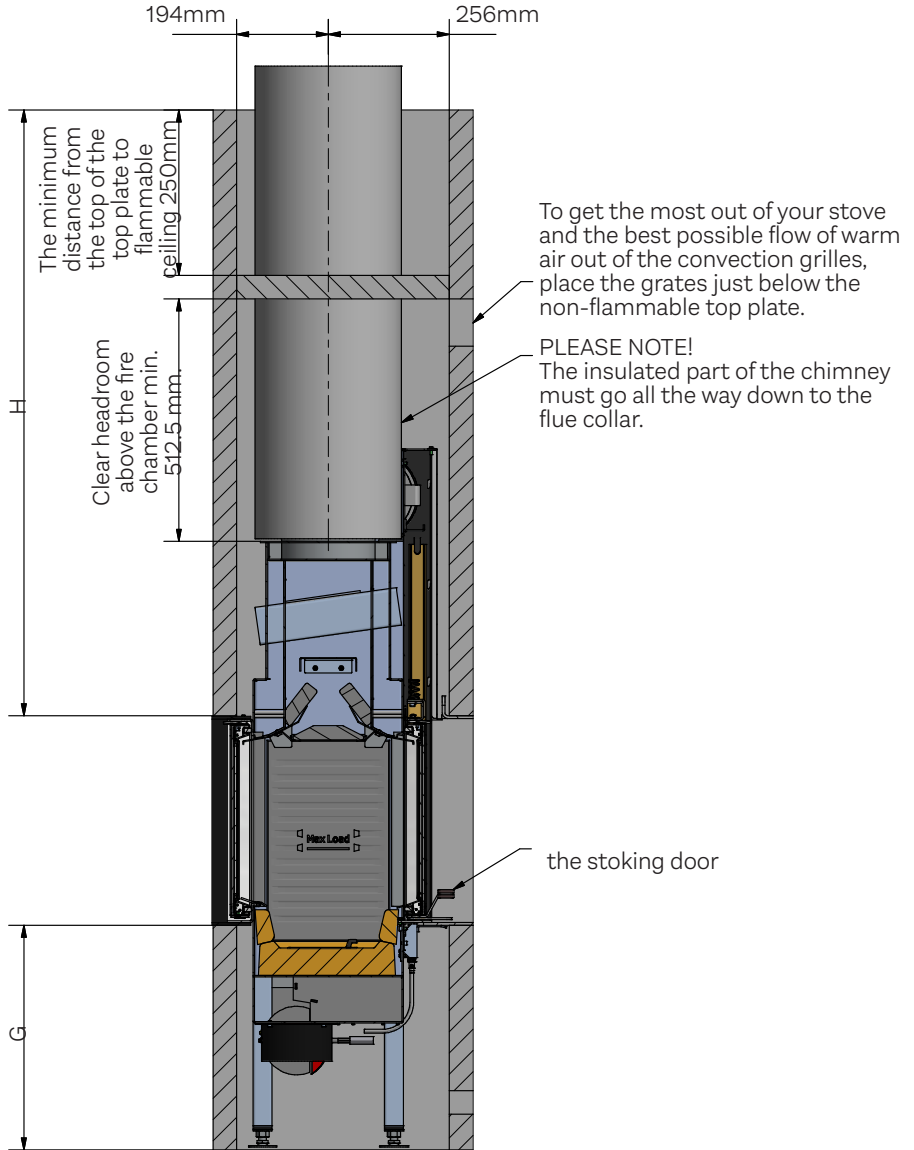 194mm
256mm
The minimum
distance from
the top of the
top plate to
flammable
ceiling 250mm
To get the most out of your stove
and the best possible flow of warm
air out of the convection grilles,
place the grates just below the
non-flammable top plate.
PLEASE NOTE!
The insulated part of the chimney
must go all the way down to the
flue collar.
H
Clear headroom
above the fire
chamber min.
512.5 mm.
Max Load
the stoking door
G